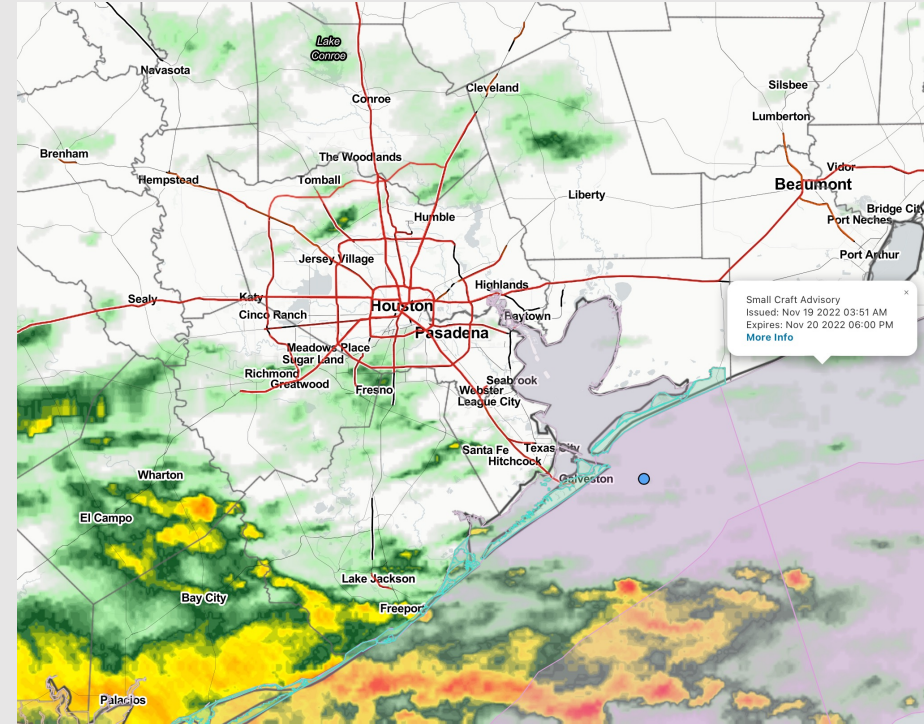 Lake
Conroe
Navasota
Conroe
Cleveland
Silsbee
Lumberton
Brenham
The Woodlands
Hempstead
Tomball
Vidor
Beaumont
Liberty
Humble
Bridge City
Port Neches
Jersey Village
Port Arthur
Highlands
Sealy
Katy
Houston
Cinco Ranch
Baytown
Pasadena
×
Small Craft Advisory
Issued: Nov 19 2022 03:51 AM
Expires: Nov 20 2022 06:00 PM
More Info
Meadows Place
Sugar Land
Richmond
Greatwood
Fresno
Seabrook
Webster
League City
Santa Fe
Texas City
Hitchcock
Galveston
Wharton
El Campo
Lake Jackson
Bay City
Freeport
Palacios